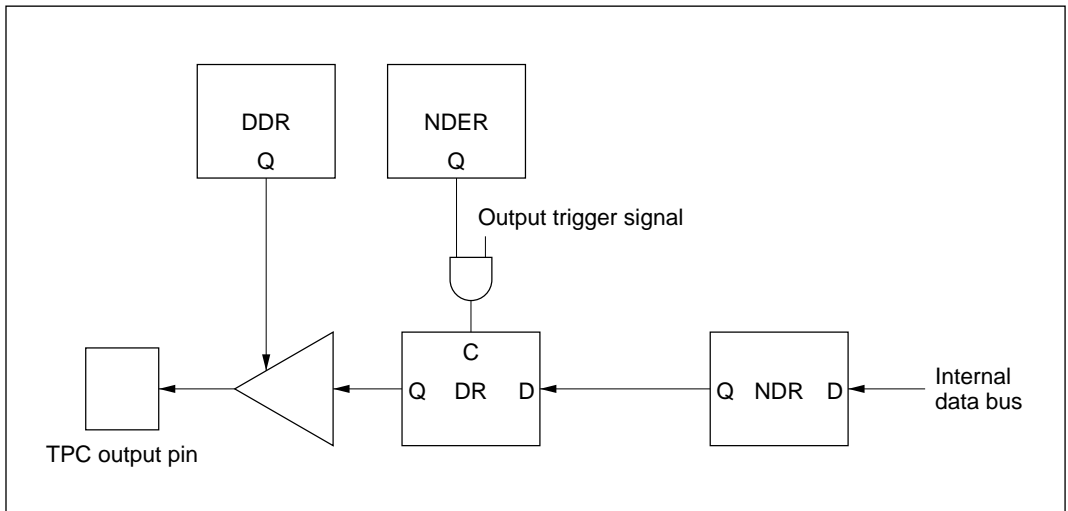 DDR
Q
NDER
Q
Output trigger signal
C
Q DR D
Q NDR D
Internal
data bus
TPC output pin